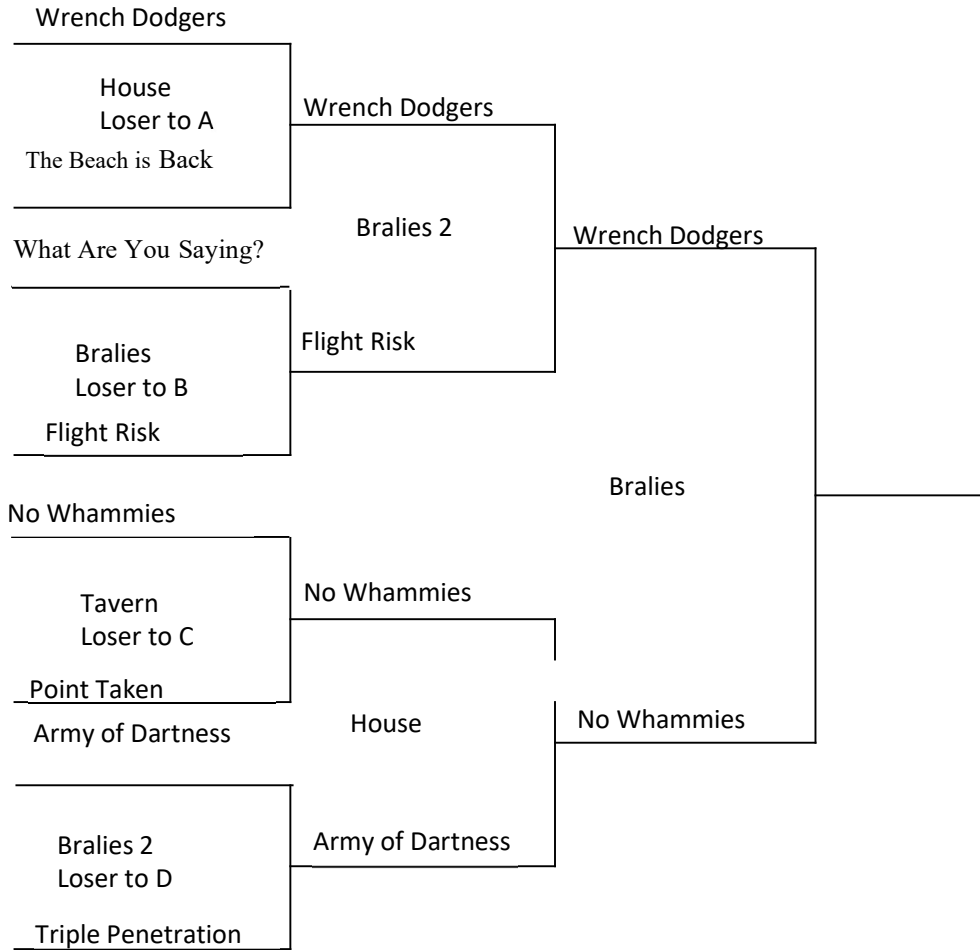 Wrench Dodgers
House
Loser to A
The Beach is Back
Wrench Dodgers
Bralies 2
What Are You Saying?
Wrench Dodgers
Bralies
Loser to B
Flight Risk
Flight Risk
Bralies
No Whammies
Tavern
Loser to C
No Whammies
Point Taken
Army of Dartness
House
No Whammies
Bralies 2
Loser to D
Army of Dartness
Triple Penetration